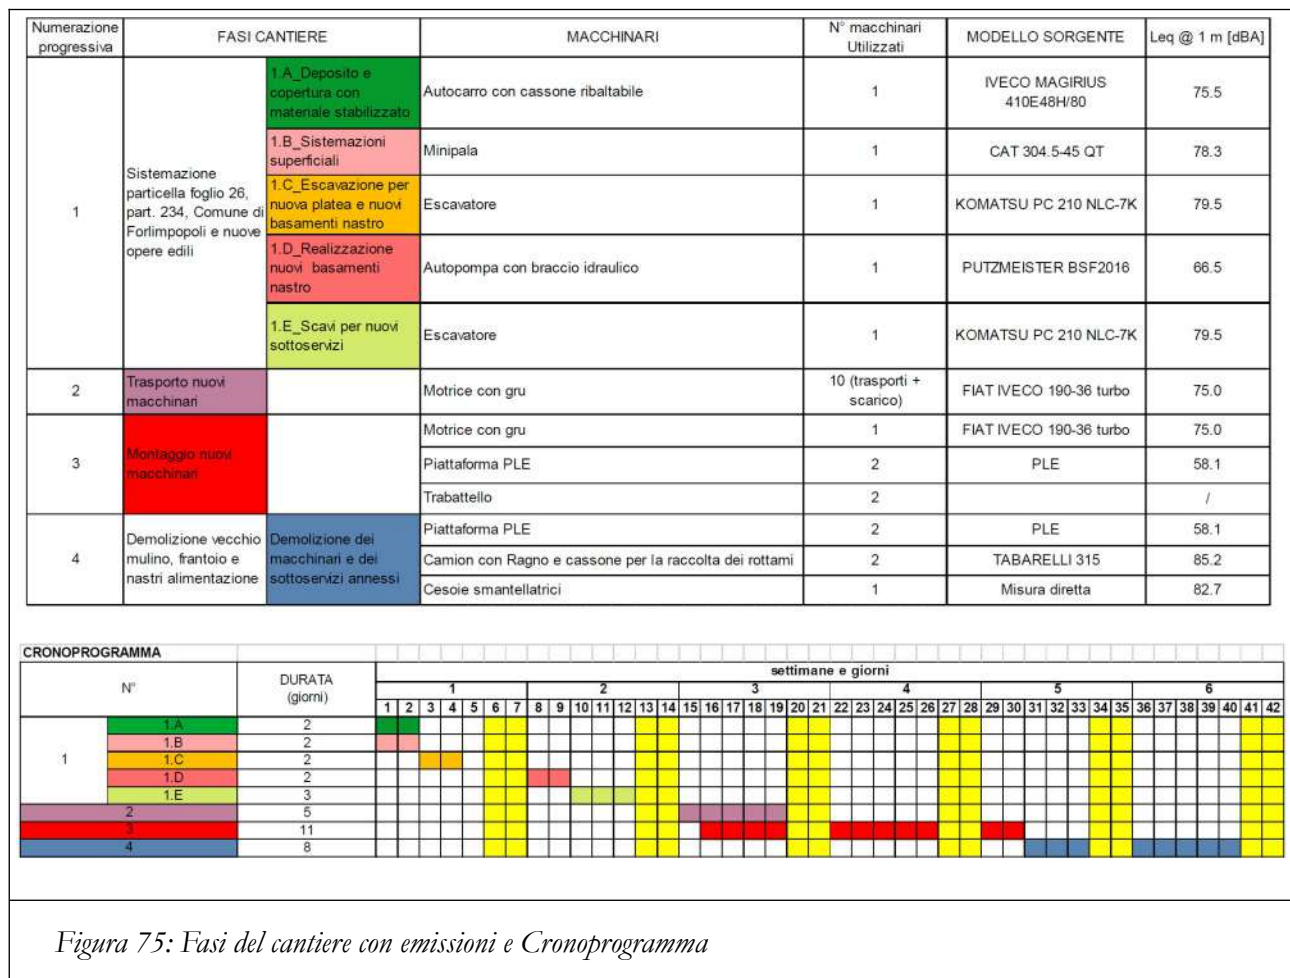 Numerazione progressiva FASI CANTIERE MACCHINARI N° macchinari Utilizzati MODELLO SORGENTE Leq @ 1 m [dBA]
1
Sistemazione
particella foglio 26,
part. 234, Comune di
Forlimpopoli e nuove
opere edili
1.A_Deposito e
copertura con
materiale stabilizzato
Autocarro con cassone ribaltabile 1 IVECO MAGIRIUS 410E48H/80 75.5
1.B_Sistemazioni
superficiali
Minipala 1 CAT 304.5-45 QT 78.3
1.C_Escavazione per
nuova platea e nuovi
basamenti nastro
Escavatore 1 KOMATSU PC 210 NLC-7K 79.5
1.D_Realizzazione
nuovi basamenti
nastro
Autopompa con braccio idraulico 1 PUTZMEISTER BSF2016 66.5
1.E_Scavi per nuovi
sottoservizi
Escavatore 1 KOMATSU PC 210 NLC-7K 79.5
2
Trasporto nuovi
macchinari
Motrice con gru 10 (trasporti + scarico) FIAT IVECO 190-36 turbo 75.0
3
Montaggio nuovi
macchinari
Motrice con gru 1 FIAT IVECO 190-36 turbo 75.0
Piattaforma PLE 2 PLE 58.1
Trabattello 2 /
4
Demolizione vecchio
mulino, frantoio e
nastri alimentazione
Demolizione dei
macchinari e dei
sottoservizi annessi
Piattaforma PLE 2 PLE 58.1
Camion con Ragno e cassone per la raccolta dei rottami 2 TABARELLI 315 85.2
Cesoie smantellatrici 1 Misura diretta 82.7
CRONOPROGRAMMA
N° DURATA (giorni) settimane e giorni
1 2 3 4 5 6
1 2 3 4 5 6 7 8 9 10 11 12 13 14 15 16 17 18 19 20 21 22 23 24 25 26 27 28 29 30 31 32 33 34 35 36 37 38 39 40 41 42
1
1.A 2
1.B 2
1.C 2
1.D 2
1.E 3
2 5
3 11
4 8
Figura 75: Fasi del cantiere con emissioni e Cronoprogramma